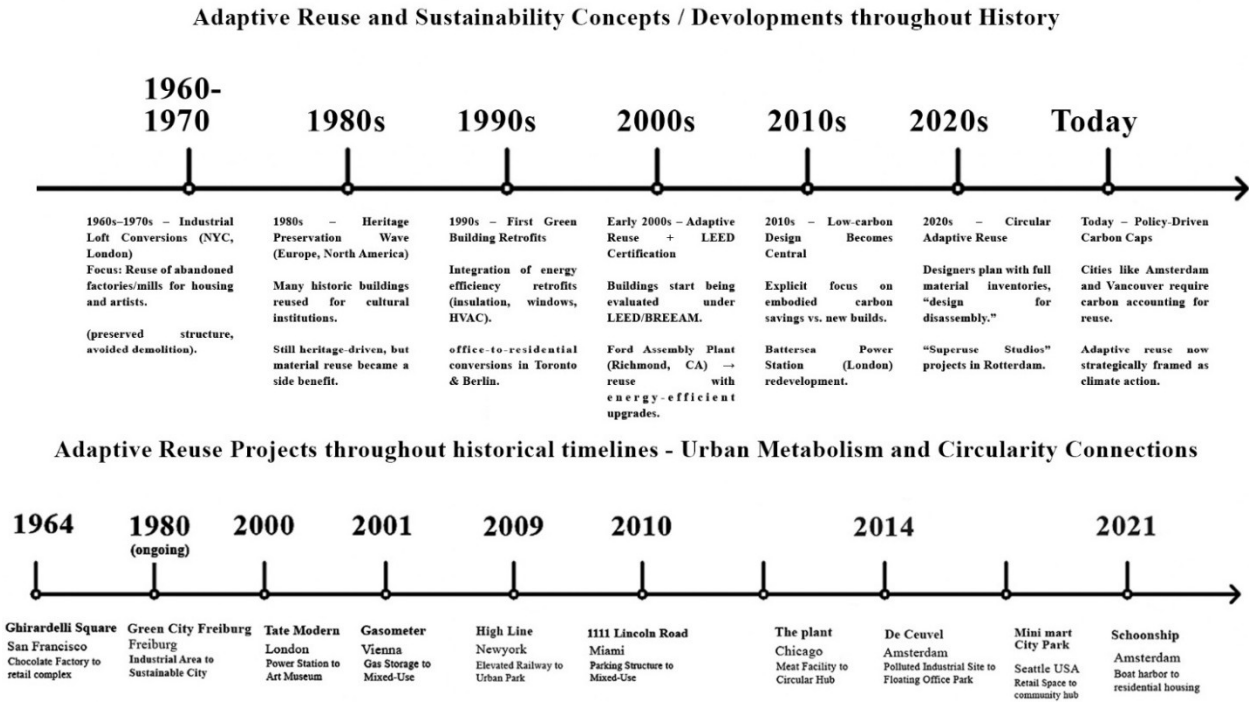 Adaptive Reuse and Sustainability Concepts / Devolopments throughout History
1960-
1970
1980s
1990s
2000s
2010s
2020s
Today
1960s–1970s – Industrial
Loft Conversions (NYC,
London)
Focus: Reuse of abandoned
factories/mills for housing
and artists.
(preserved structure,
avoided demolition).
1980s – Heritage
Preservation Wave
(Europe, North America)
Many historic buildings
reused for cultural
institutions.
Still heritage-driven, but
material reuse became a
side benefit.
1990s – First Green
Building Retrofits
Integration of energy
efficiency retrofits
(insulation, windows,
HVAC).
office-to-residential
conversions in Toronto
& Berlin.
Early 2000s – Adaptive
Reuse + LEED
Certification
Buildings start being
evaluated under
LEED/BREEAM.
Ford Assembly Plant
(Richmond, CA) →
reuse with
energy-efficient
upgrades.
2010s – Low-carbon
Design Becomes
Central
Explicit focus on
embodied carbon
savings vs. new builds.
Battersea Power
Station (London)
redevelopment.
2020s – Circular
Adaptive Reuse
Designers plan with full
material inventories,
“design for
disassembly.”
“Superuse Studios”
projects in Rotterdam.
Today – Policy-Driven
Carbon Caps
Cities like Amsterdam
and Vancouver require
carbon accounting for
reuse.
Adaptive reuse now
strategically framed as
climate action.
Adaptive Reuse Projects throughout historical timelines - Urban Metabolism and Circularity Connections
1964
1980
(ongoing)
2000
2001
2009
2010
2014
2021
Ghirardelli Square
San Francisco
Chocolate Factory to
retail complex
Green City Freiburg
Freiburg
Industrial Area to
Sustainable City
Tate Modern
London
Power Station to
Art Museum
Gasometer
Vienna
Gas Storage to
Mixed-Use
High Line
Newyork
Elevated Railway to
Urban Park
1111 Lincoln Road
Miami
Parking Structure to
Mixed-Use
The plant
Chicago
Meat Facility to
Circular Hub
De Ceuvel
Amsterdam
Polluted Industrial Site to
Floating Office Park
Mini mart
City Park
Seattle USA
Retail Space to
community hub
Schoonship
Amsterdam
Boat harbor to
residential housing